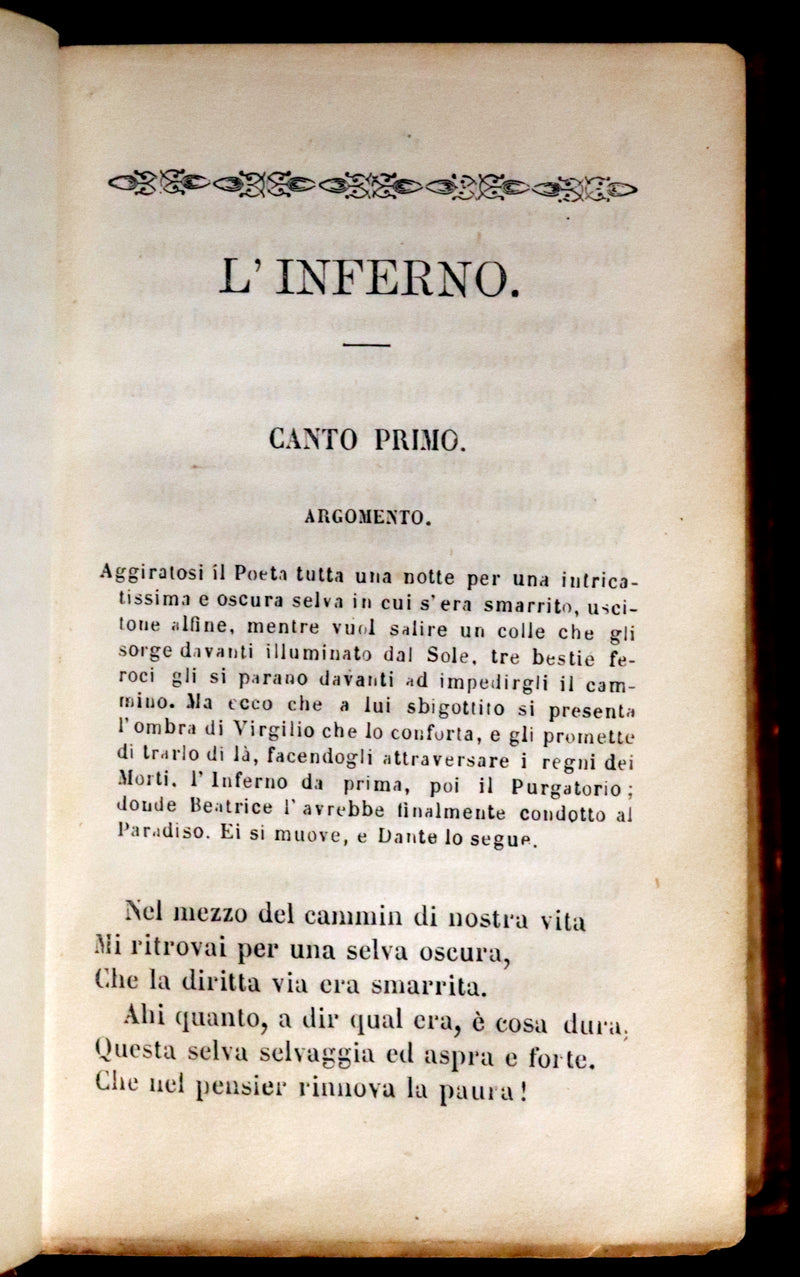 L' INFERNO.
CANTO PRIMO.
ARGOMENTO.
Aggiratosi il Poeta tutta una notte per una intrica-
tissima e oscura selva in cui s' era smarrito, usci-
tone alfine, mentre vuol salire un colle che gli
sorge davanti illuminato dal Sole, tre bestie fe-
roci gli si parano davanti ad impedirgli il cam-
mino. Ma ecco che a lui sbigottito si presenta
l' ombra di Virgilio che lo conforta, e gli promette
di trarlo di là, facendogli attraversare i regni dei
Morti, l' Inferno da prima, poi il Purgatorio;
donde Beatrice l' avrebbe finalmente condotto al
Paradiso. Ei si muove, e Dante lo segue.
Nel mezzo del cammin di nostra vita
Mi ritrovai per una selva oscura,
Che la diritta via era smarrita.
Ahi quanto, a dir qual era, è cosa dura,
Questa selva selvaggia ed aspra e forte.
Che nel pensier rinnova la paura!